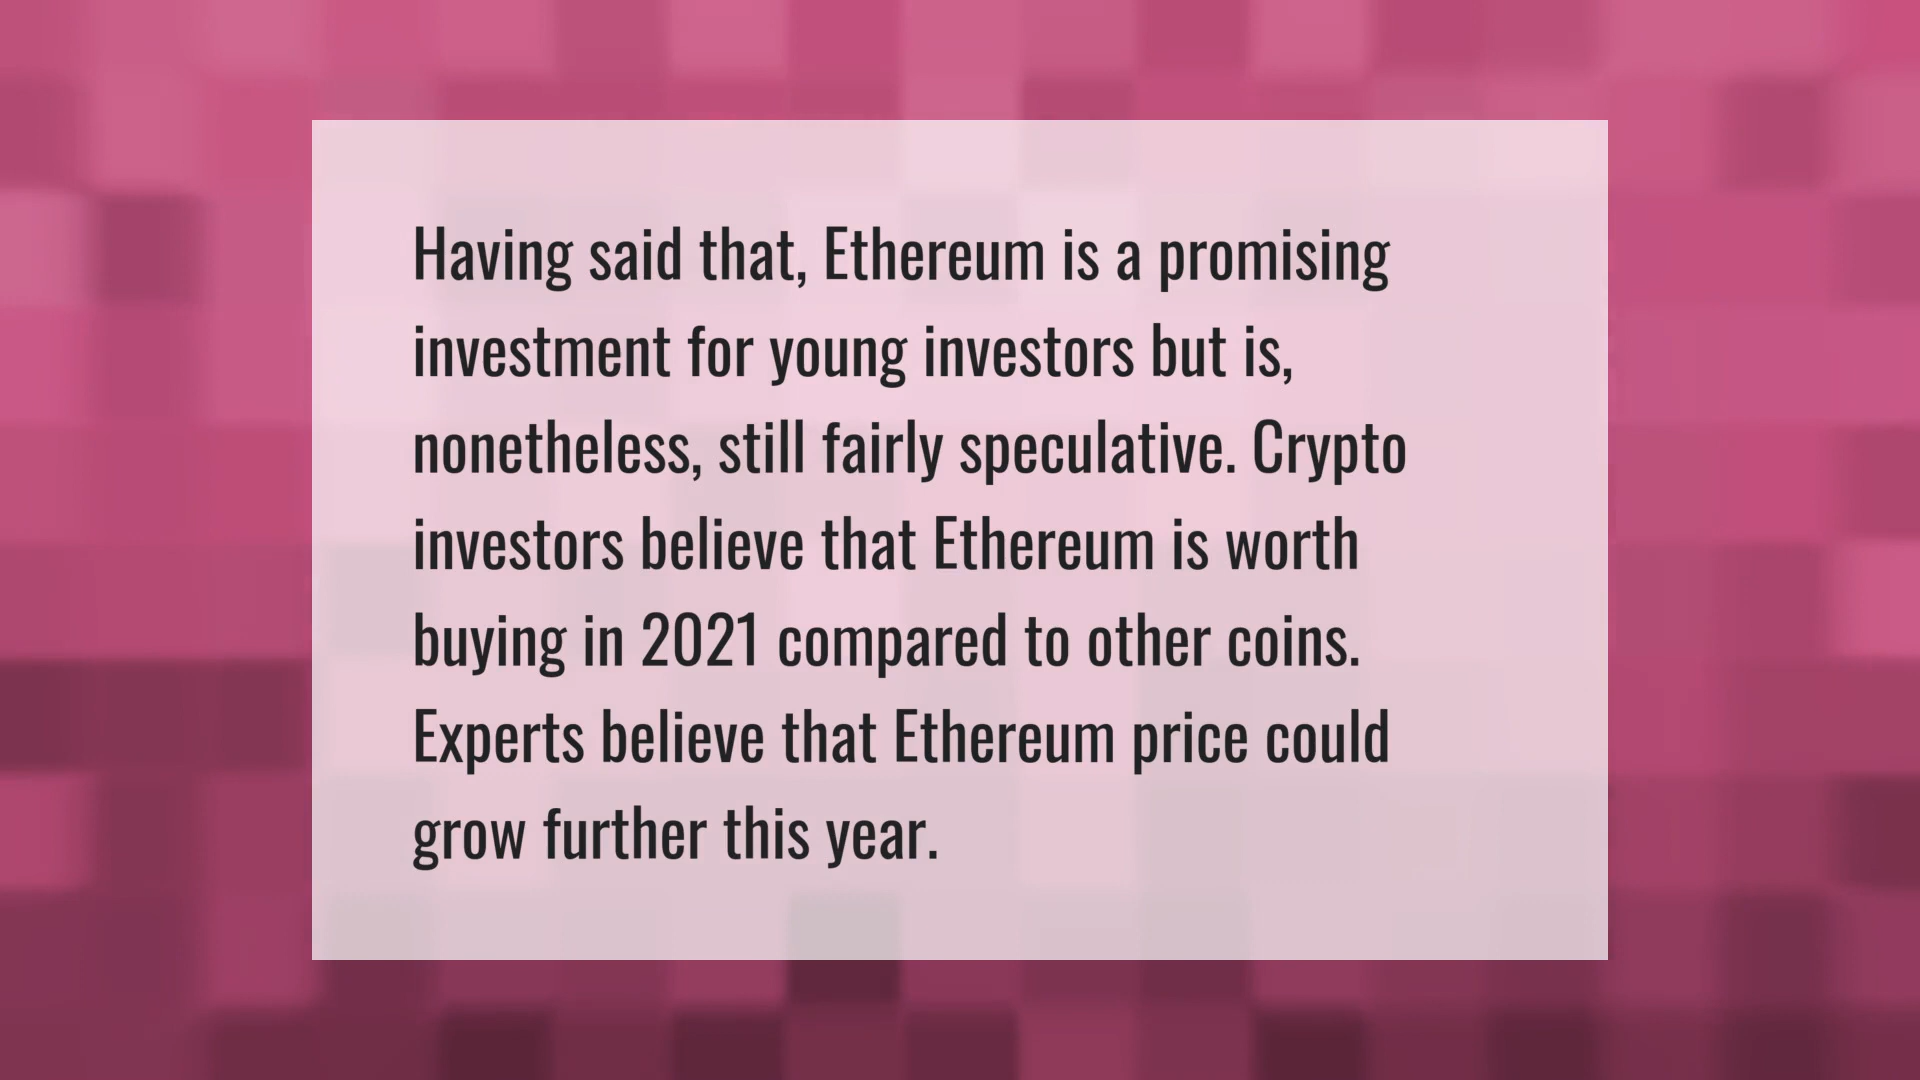 Having said that, Ethereum is a promising
investment for young investors but is,
nonetheless, still fairly speculative. Crypto
investors believe that Ethereum is worth
buying in 2021 compared to other coins.
Experts believe that Ethereum price could
grow further this year.